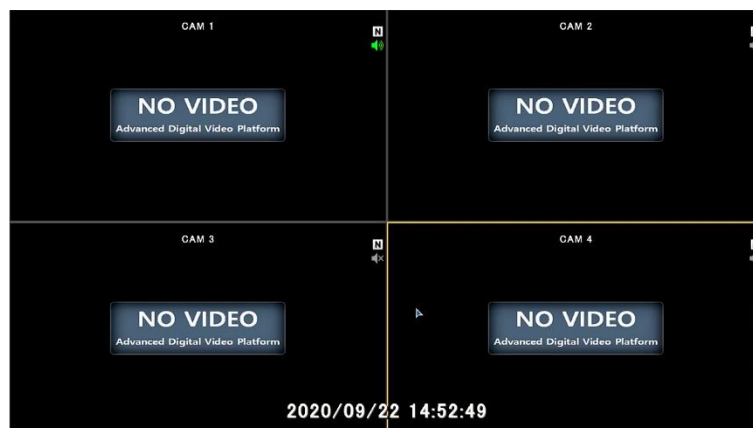 CAM 1
N
NO VIDEO
Advanced Digital Video Platform
CAM 2
N
NO VIDEO
Advanced Digital Video Platform
CAM 3
N
NO VIDEO
Advanced Digital Video Platform
CAM 4
N
NO VIDEO
Advanced Digital Video Platform
2020/09/22 14:52:49